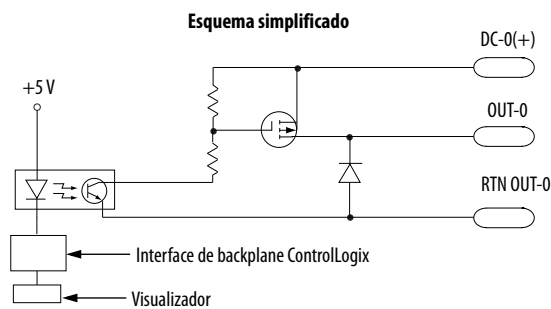 Esquema simplificado
DC-0(+)
+5 V
OUT-0
RTN OUT-0
Interface de backplane ControlLogix
Visualizador